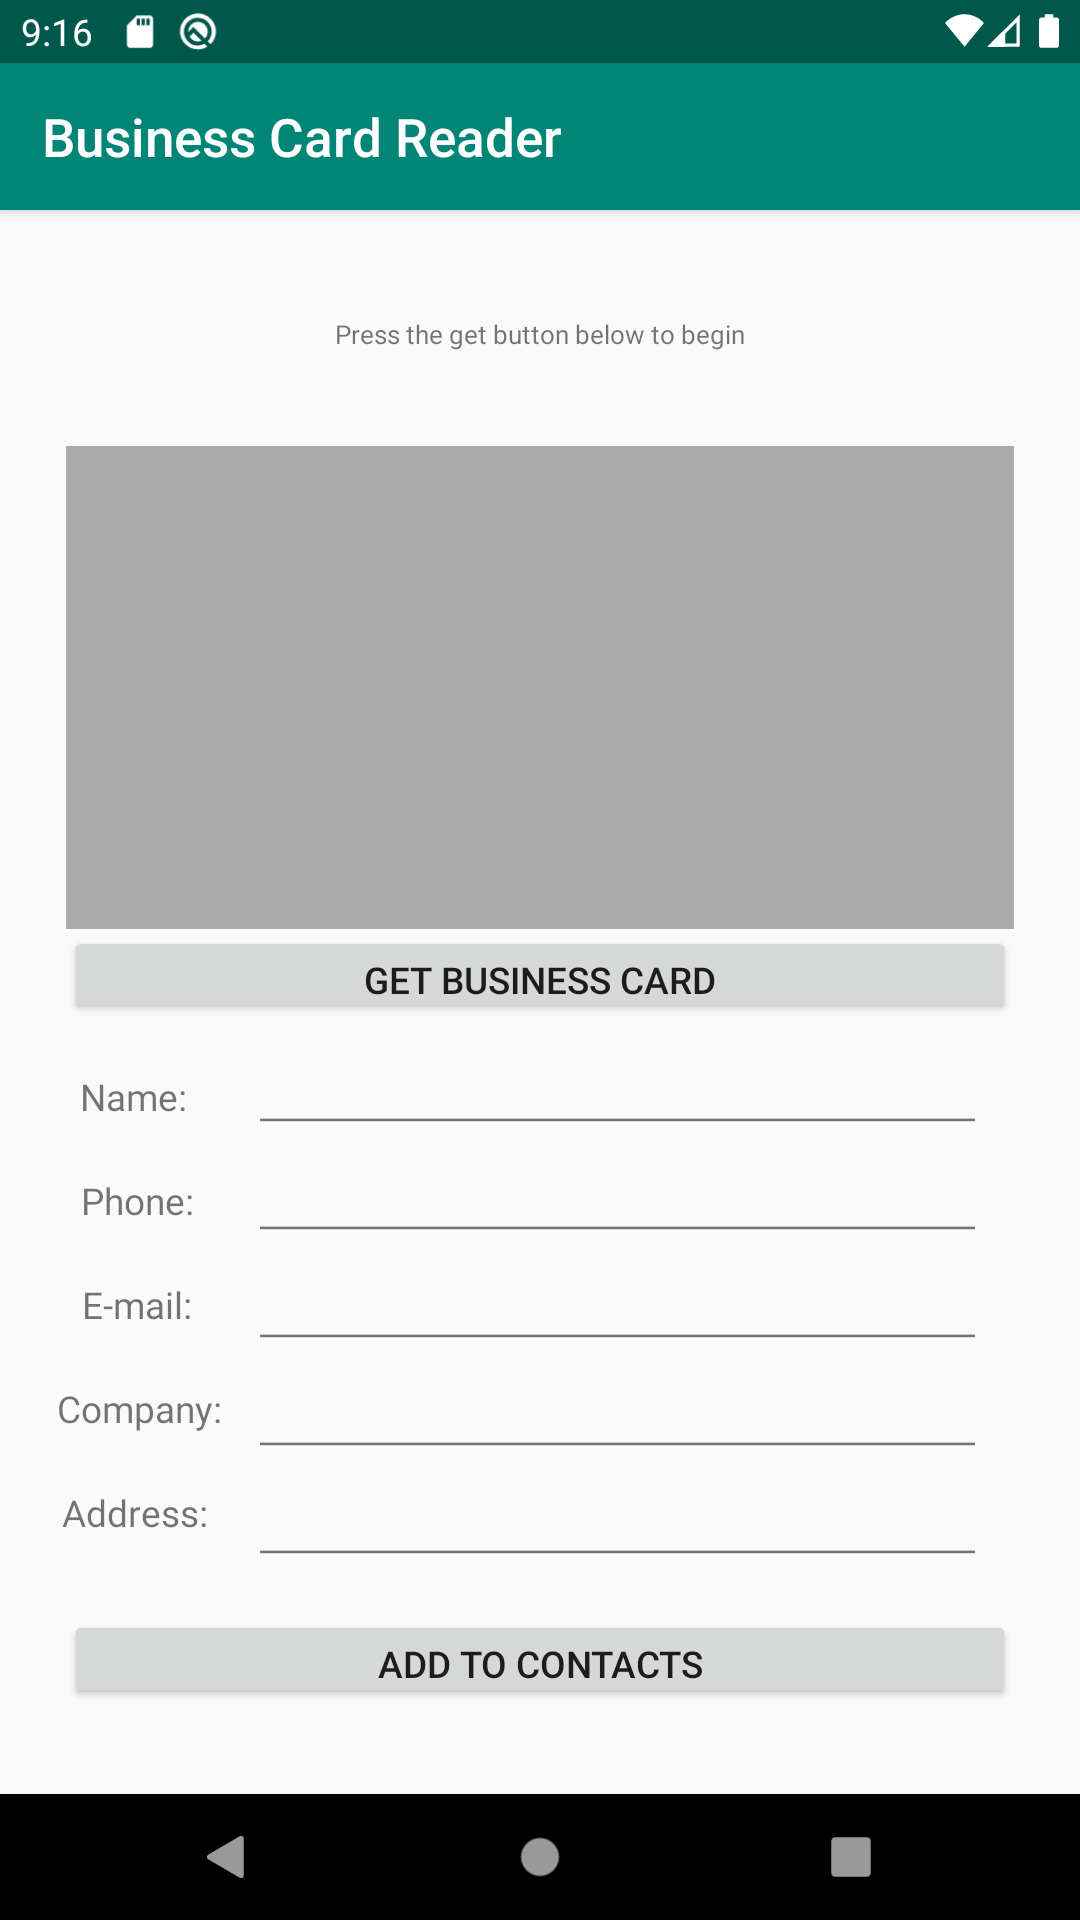 9:16
Business Card Reader
Press the get button below to begin
GET BUSINESS CARD
Name:
Phone:
E-mail:
Company:
Address:
ADD TO CONTACTS